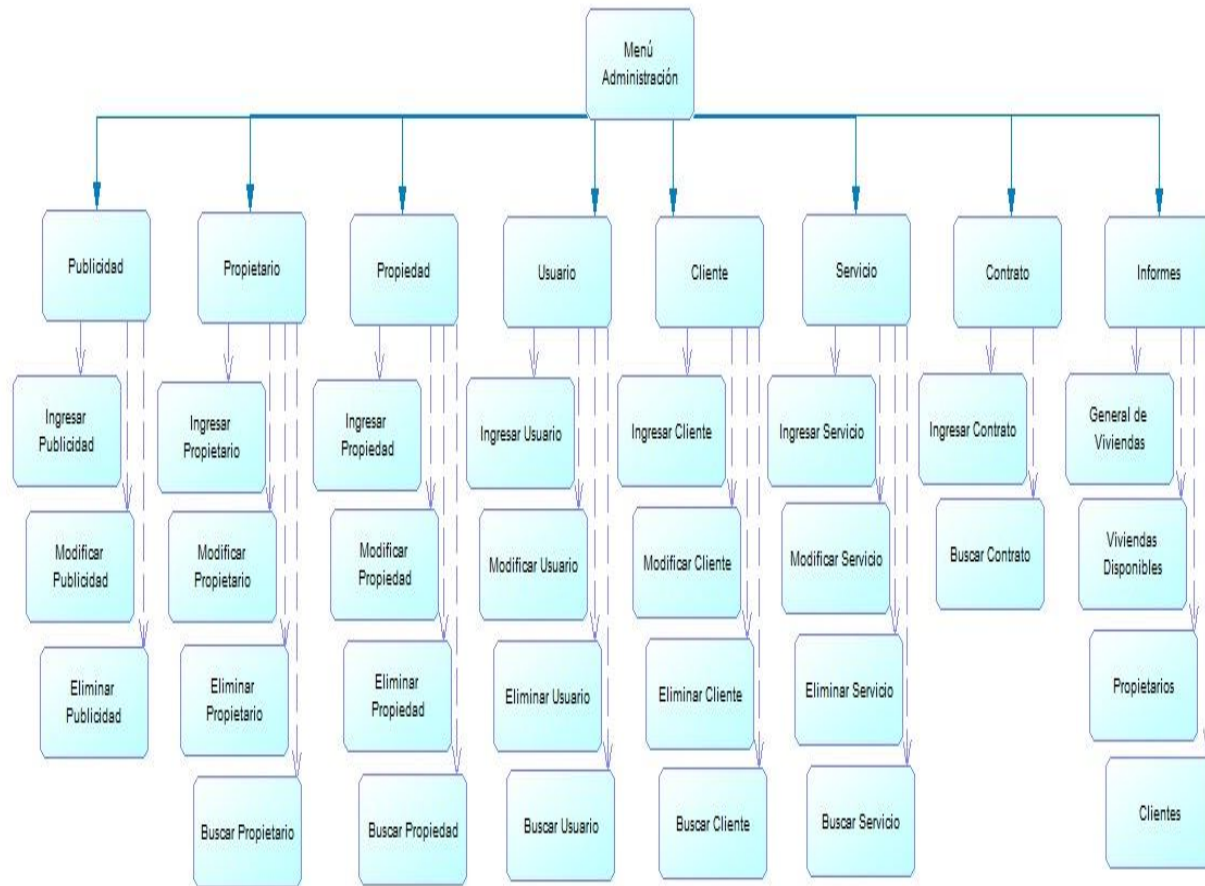 Menú
Administración
Publicidad
Propietario
Propiedad
Usuario
Cliente
Servicio
Contrato
Informes
Ingresar
Publicidad
Ingresar
Propietario
Ingresar
Propiedad
Ingresar Usuario
Ingresar Cliente
Ingresar Servicio
Ingresar Contrato
General de
Viviendas
Modificar
Publicidad
Modificar
Propietario
Modificar
Propiedad
Modificar Usuario
Modificar Cliente
Modificar Servicio
Buscar Contrato
Viviendas
Disponibles
Eliminar
Publicidad
Eliminar
Propietario
Eliminar
Propiedad
Eliminar Usuario
Eliminar Cliente
Eliminar Servicio
Propietarios
Buscar Propietario
Buscar Propiedad
Buscar Usuario
Buscar Cliente
Buscar Servicio
Clientes